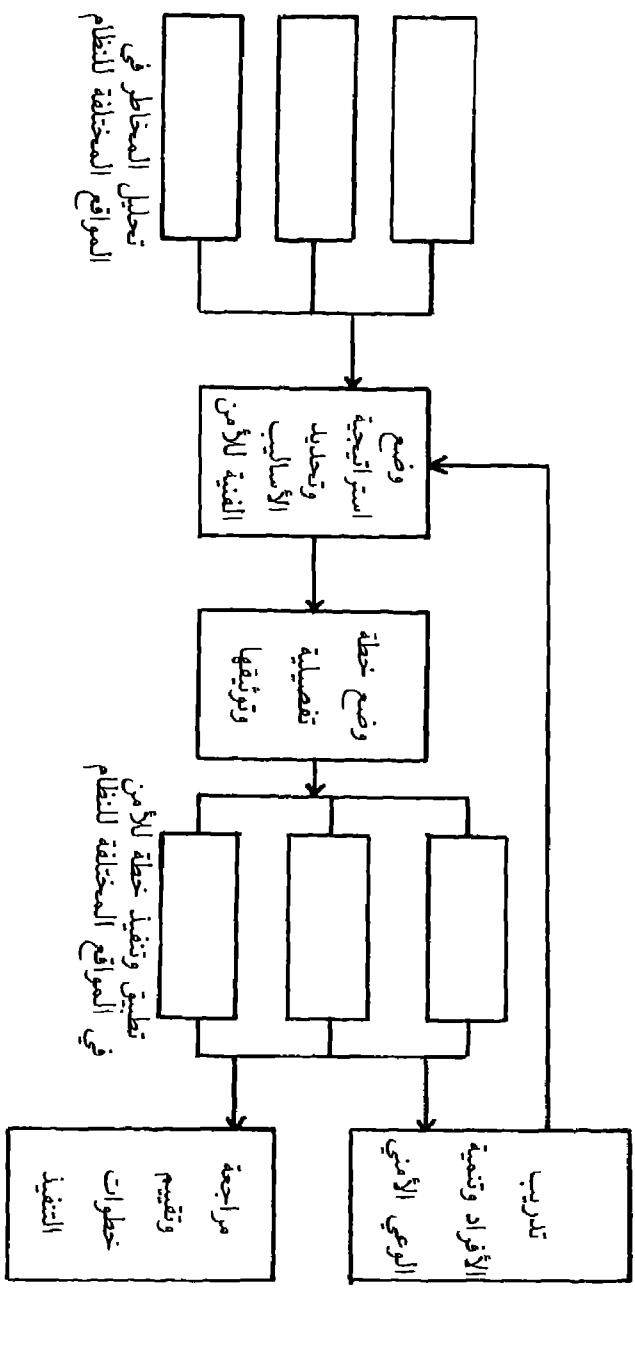 تحليل المخاطر في
المواقع المختلفة للنظام
وضع
استراتيجية
وتحديد
الأساليب
الفنية للأمن
وضع خطة
تفصيلية
وتوثيقها
تطبيق وتنفيذ خطة للأمن
في المواقع المختلفة للنظام
تدريب
الأفراد وتنمية
الوعي الأمني
مراجعة
وتقييم
خطوات
التنفيذ